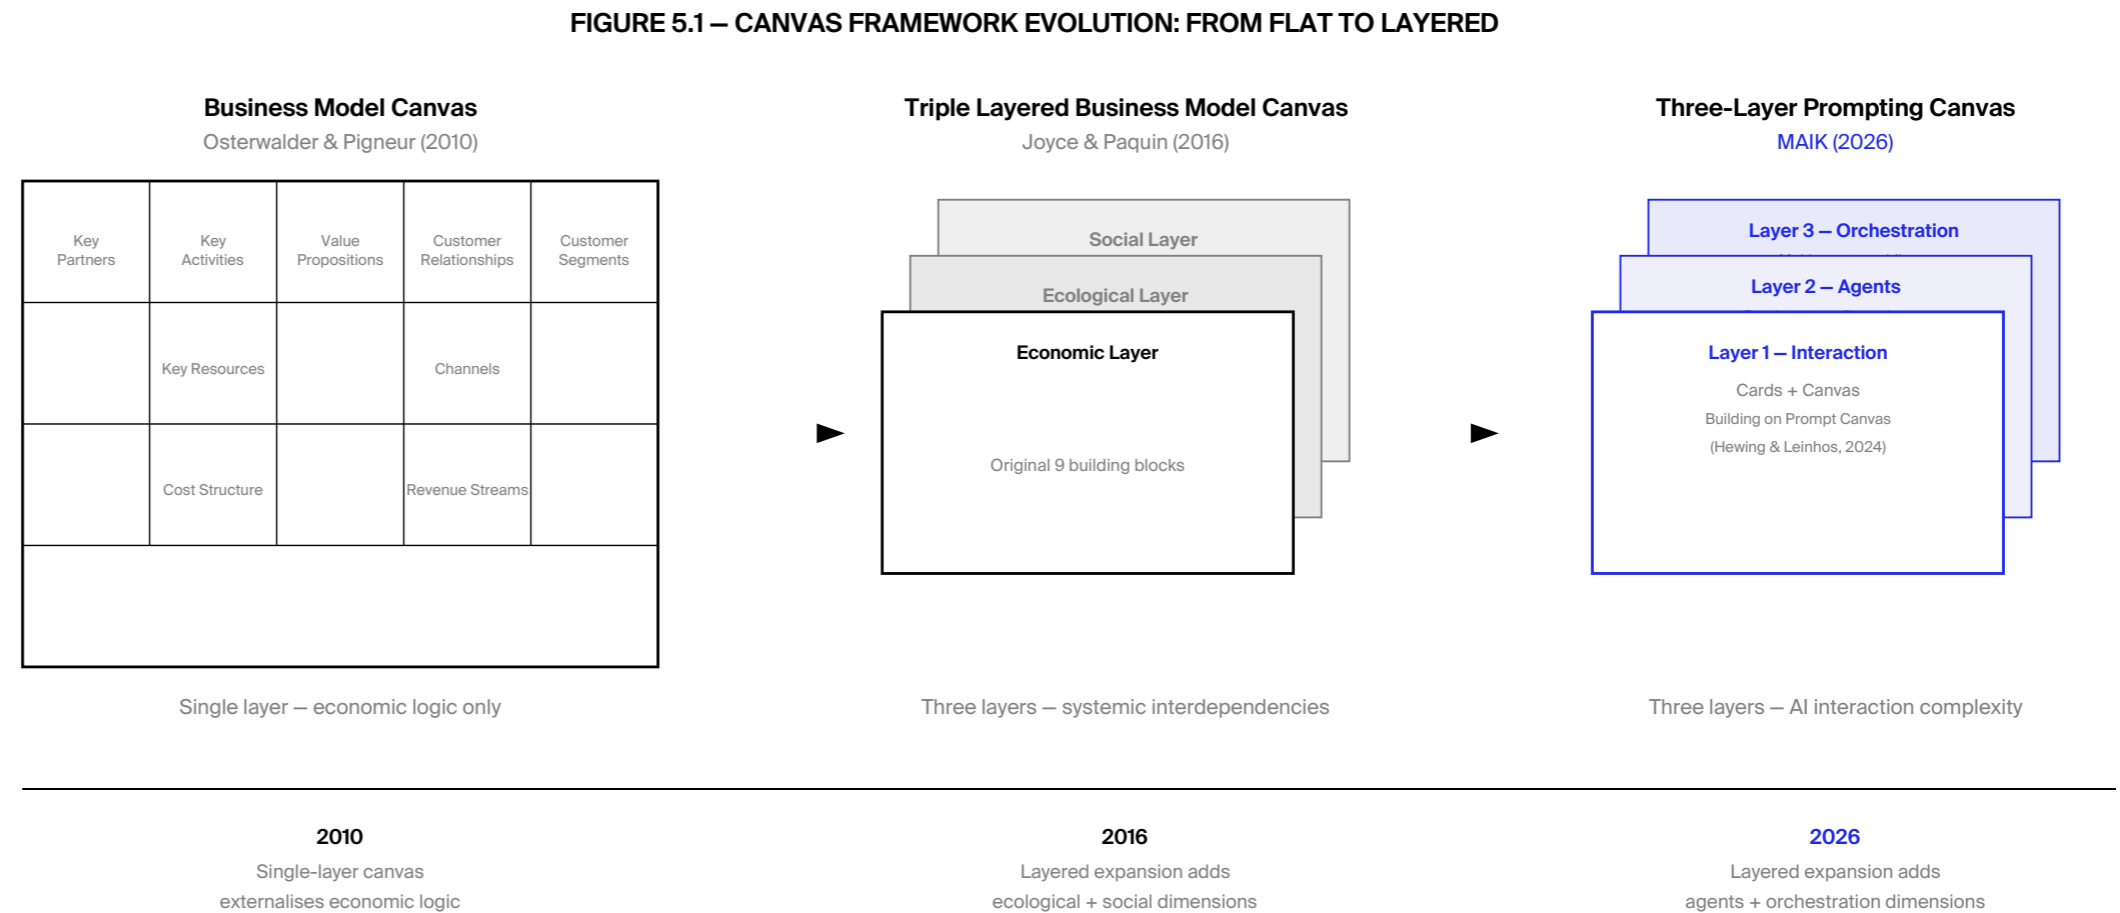 FIGURE 5.1 — CANVAS FRAMEWORK EVOLUTION: FROM FLAT TO LAYERED
Business Model Canvas
Osterwalder & Pigneur (2010)
Key
Partners
Key
Activities
Value
Propositions
Customer
Relationships
Customer
Segments
Key Resources
Channels
Cost Structure
Revenue Streams
Single layer — economic logic only
Triple Layered Business Model Canvas
Joyce & Paquin (2016)
Social Layer
Ecological Layer
Economic Layer
Original 9 building blocks
Three layers — systemic interdependencies
Three-Layer Prompting Canvas
MAIK (2026)
Layer 3 — Orchestration
Layer 2 — Agents
Layer 1 — Interaction
Cards + Canvas
Building on Prompt Canvas
(Hewing & Leinhos, 2024)
Three layers — AI interaction complexity
2010
Single-layer canvas
externalises economic logic
2016
Layered expansion adds
ecological + social dimensions
2026
Layered expansion adds
agents + orchestration dimensions